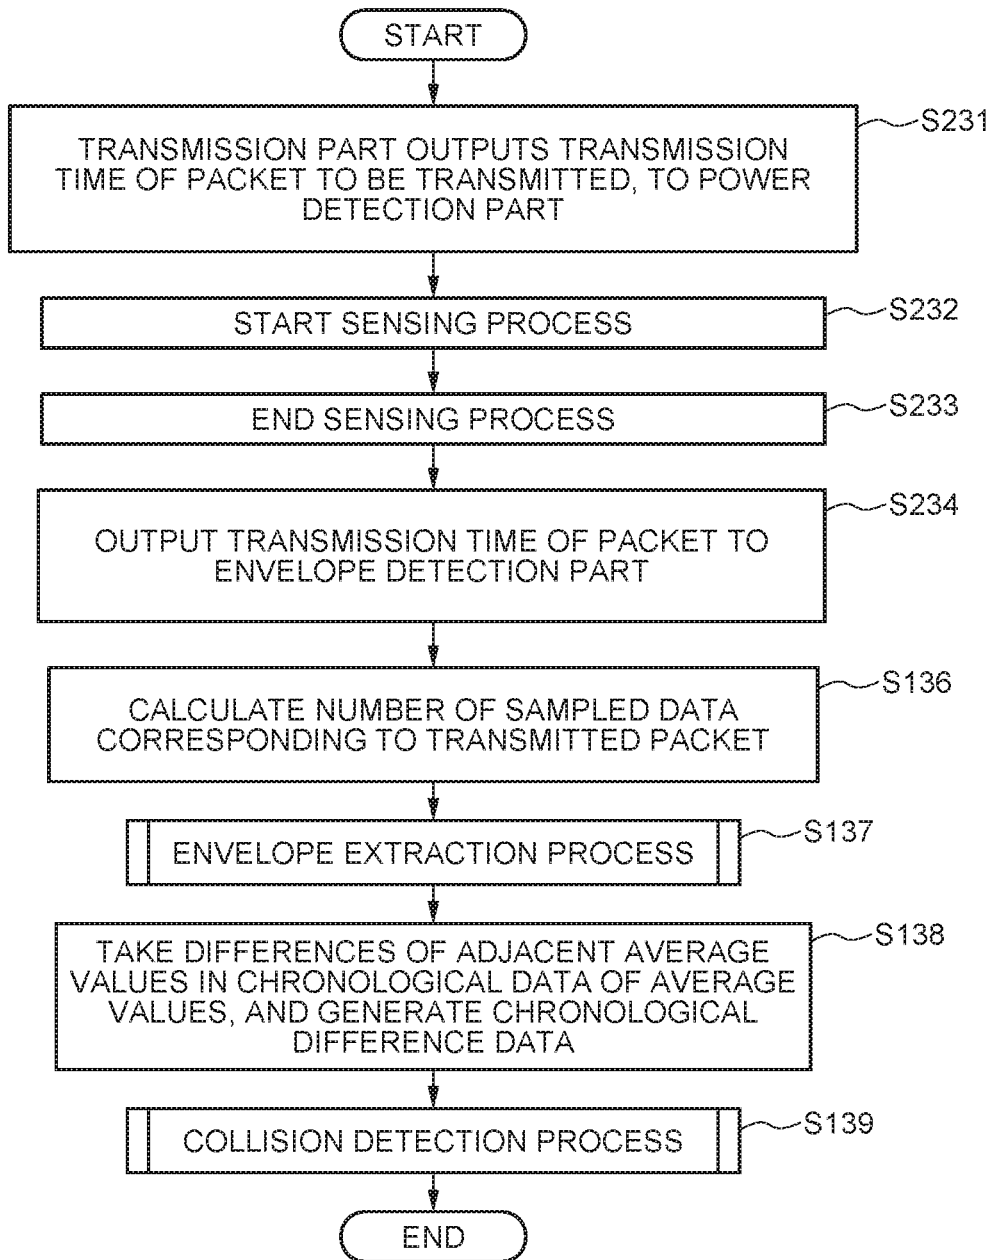 START
S231
TRANSMISSION PART OUTPUTS TRANSMISSION
TIME OF PACKET TO BE TRANSMITTED, TO POWER
DETECTION PART
S232
START SENSING PROCESS
S233
END SENSING PROCESS
S234
OUTPUT TRANSMISSION TIME OF PACKET TO
ENVELOPE DETECTION PART
S136
CALCULATE NUMBER OF SAMPLED DATA
CORRESPONDING TO TRANSMITTED PACKET
S137
ENVELOPE EXTRACTION PROCESS
S138
TAKE DIFFERENCES OF ADJACENT AVERAGE
VALUES IN CHRONOLOGICAL DATA OF AVERAGE
VALUES, AND GENERATE CHRONOLOGICAL
DIFFERENCE DATA
S139
COLLISION DETECTION PROCESS
END